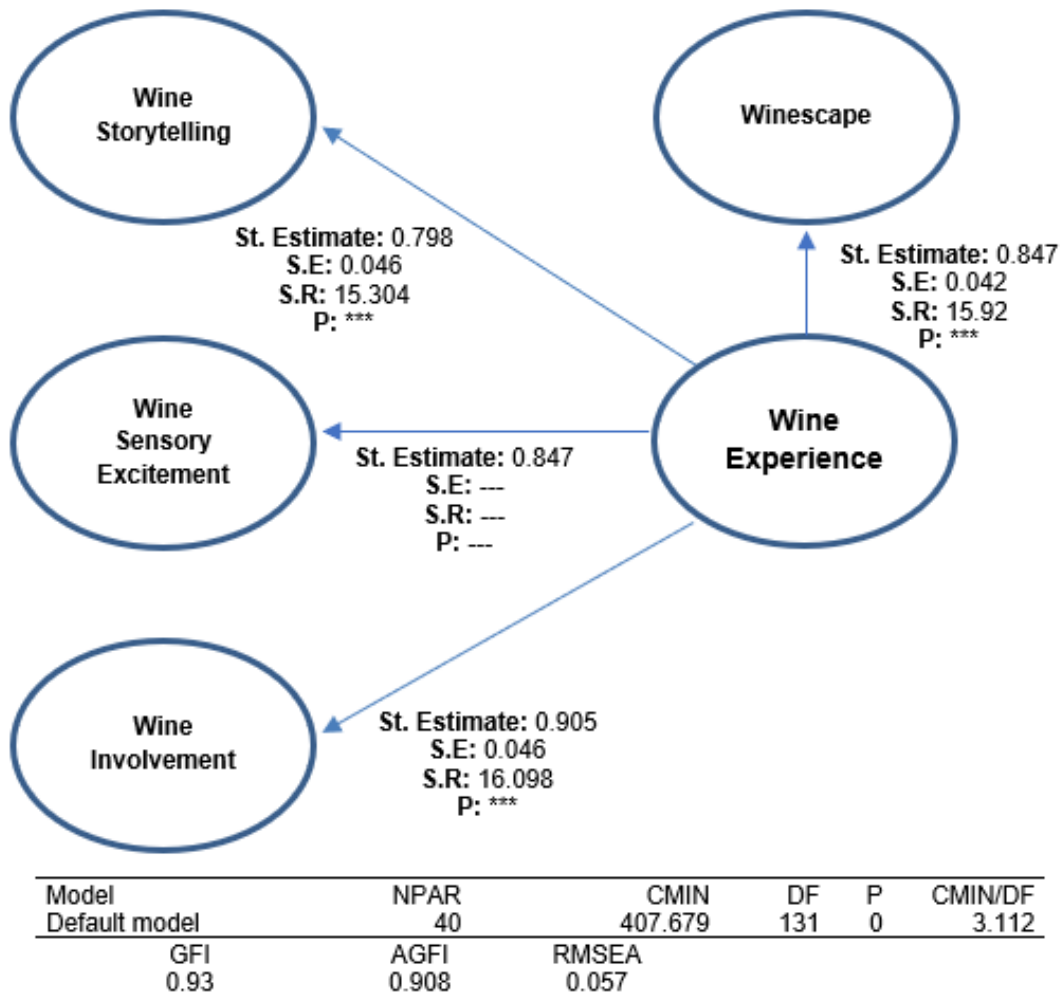 Wine
Storytelling
Winescape
St. Estimate: 0.798
S.E: 0.046
S.R: 15.304
P: ***
St. Estimate: 0.847
S.E: 0.042
S.R: 15.92
P: ***
Wine
Sensory
Excitement
Wine
Experience
St. Estimate: 0.847
S.E: ---
S.R: ---
P: ---
Wine
Involvement
St. Estimate: 0.905
S.E: 0.046
S.R: 16.098
P: ***
Model NPAR CMIN DF P CMIN/DF
Default model 40 407.679 131 0 3.112
GFI AGFI RMSEA
0.93 0.908 0.057